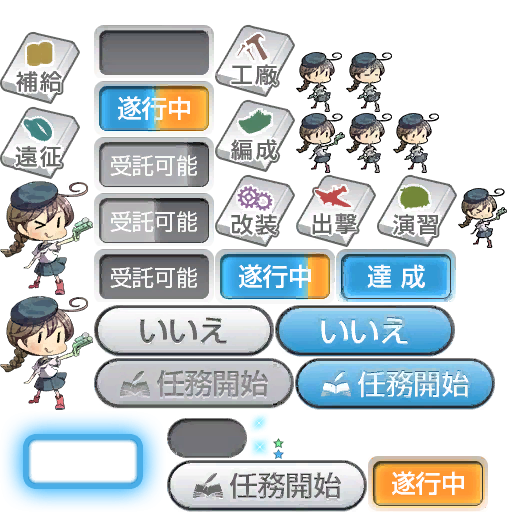 補給
工廠
遂行中
遠征
受託可能
編成
受託可能
改装
出撃
演習
受託可能
遂行中
達成
いいえ
いいえ
任務開始
任務開始
任務開始
遂行中